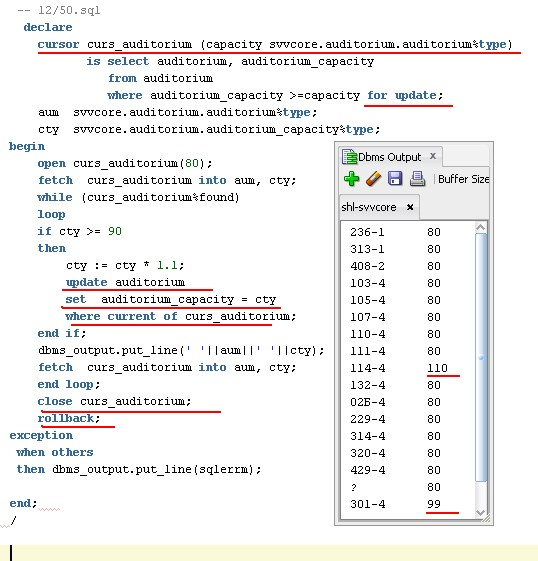 -- 12/50.sql
declare
cursor curs_auditorium (capacity svvcore.auditorium.auditorium%type)
is select auditorium, auditorium_capacity
from auditorium
where auditorium_capacity >=capacity for update;
aum svvcore.auditorium.auditorium%type;
cty svvcore.auditorium.auditorium_capacity%type;
begin
open curs_auditorium(80);
fetch curs_auditorium into aum, cty;
while (curs_auditorium%found)
loop
if cty >= 90
then
cty := cty * 1.1;
update auditorium
set auditorium_capacity = cty
where current of curs_auditorium;
end if;
dbms_output.put_line(' '||aum||' '||cty);
fetch curs_auditorium into aum, cty;
end loop;
close curs_auditorium;
rollback;
exception
when others
then dbms_output.put_line(sqlerrm);
end;
/
Dbms Output x
Buffer Size
shl-svvcore x
236-1 80
313-1 80
408-2 80
103-4 80
105-4 80
107-4 80
110-4 80
111-4 80
114-4 110
132-4 80
02Б-4 80
229-4 80
314-4 80
320-4 80
429-4 80
? 80
301-4 99